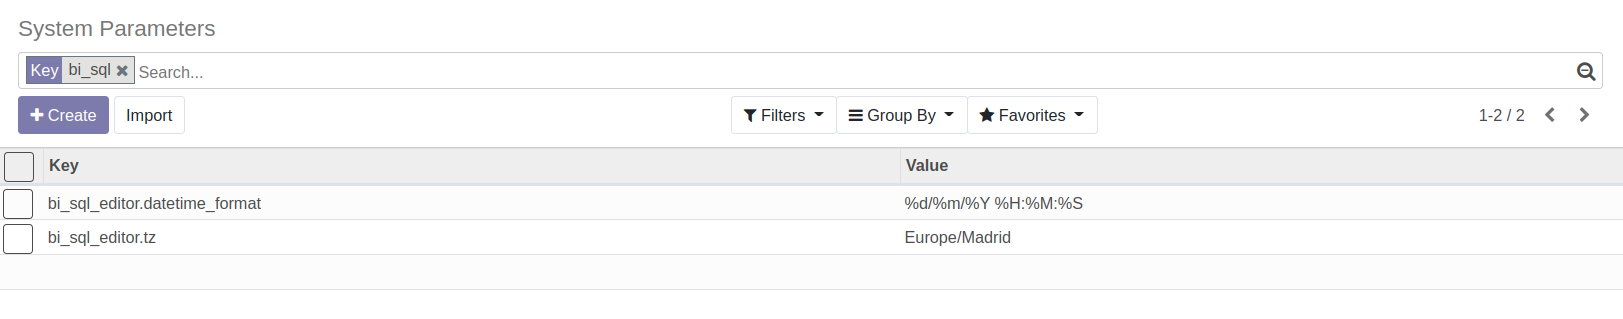 System Parameters
Key bi_sql Search...
Create Import Filters Group By Favorites 1-2 / 2
Key Value
bi_sql_editor.datetime_format %d/%m/%Y %H:%M:%S
bi_sql_editor.tz Europe/Madrid